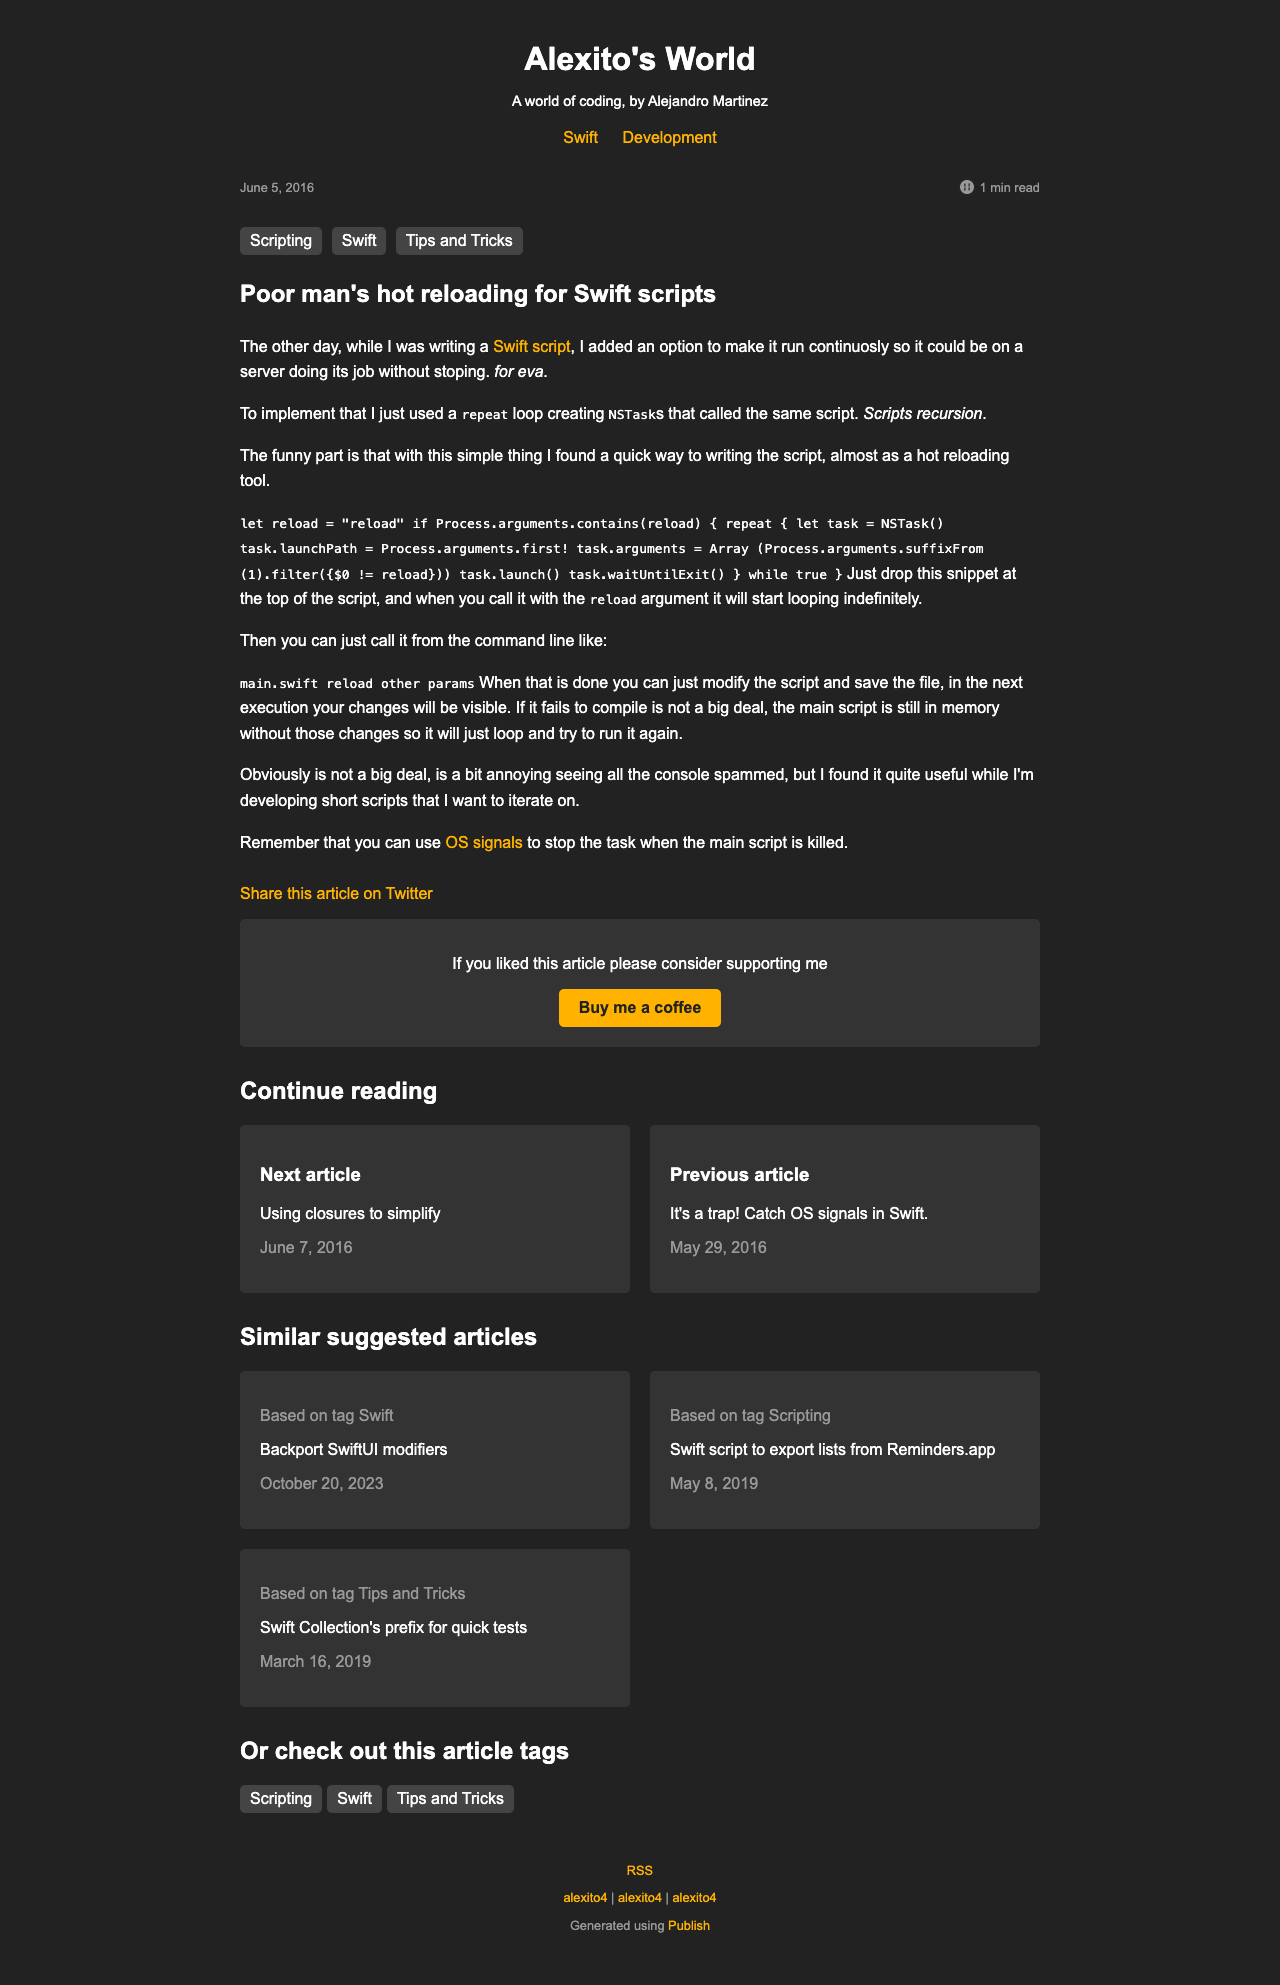 Alexito's World
A world of coding, by Alejandro Martinez
Swift Development
June 5, 2016
1 min read
Scripting Swift Tips and Tricks
Poor man's hot reloading for Swift scripts
The other day, while I was writing a Swift script, I added an option to make it run continuosly so it could be on a
server doing its job without stoping. for eva.
To implement that I just used a repeat loop creating NSTasks that called the same script. Scripts recursion.
The funny part is that with this simple thing I found a quick way to writing the script, almost as a hot reloading
tool.
let reload = "reload" if Process.arguments.contains(reload) { repeat { let task = NSTask()
task.launchPath = Process.arguments.first! task.arguments = Array (Process.arguments.suffixFrom
(1).filter({$0 != reload})) task.launch() task.waitUntilExit() } while true } Just drop this snippet at
the top of the script, and when you call it with the reload argument it will start looping indefinitely.
Then you can just call it from the command line like:
main.swift reload other params When that is done you can just modify the script and save the file, in the next
execution your changes will be visible. If it fails to compile is not a big deal, the main script is still in memory
without those changes so it will just loop and try to run it again.
Obviously is not a big deal, is a bit annoying seeing all the console spammed, but I found it quite useful while I'm
developing short scripts that I want to iterate on.
Remember that you can use OS signals to stop the task when the main script is killed.
Share this article on Twitter
If you liked this article please consider supporting me
Buy me a coffee
Continue reading
Next article
Using closures to simplify
June 7, 2016
Previous article
It's a trap! Catch OS signals in Swift.
May 29, 2016
Similar suggested articles
Based on tag Swift
Backport SwiftUI modifiers
October 20, 2023
Based on tag Scripting
Swift script to export lists from Reminders.app
May 8, 2019
Based on tag Tips and Tricks
Swift Collection's prefix for quick tests
March 16, 2019
Or check out this article tags
Scripting Swift Tips and Tricks
RSS
alexito4 | alexito4 | alexito4
Generated using Publish